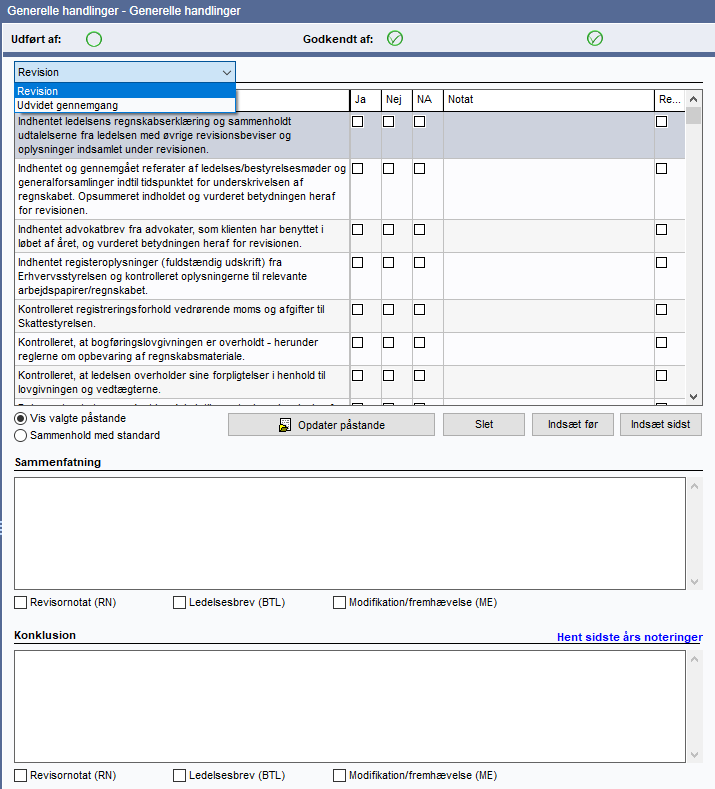 Generelle handlinger - Generelle handlinger
Udført af:
Godkendt af:
Revision
Revision
Udvidet gennemgang
Ja
Nej
NA
Notat
Re...
Indhentet ledelsens regnskabserklæring og sammenholdt
udtalelserne fra ledelsen med øvrige revisionsbeviser og
oplysninger indsamlet under revisionen.
Indhentet og gennemgået referater af ledelses/bestyrelsesmøder og
generalforsamlinger indtil tidspunktet for underskrivelsen af
regnskabet. Opsummeret indholdet og vurderet betydningen heraf
for revisionen.
Indhentet advokatbrev fra advokater, som klienten har benyttet i
løbet af året, og vurderet betydningen heraf for revisionen.
Indhentet registeroplysninger (fuldstændig udskrift) fra
Erhvervsstyrelsen og kontrolleret oplysningerne til relevante
arbejdspapirer/regnskabet.
Kontrolleret registreringsforhold vedrørende moms og afgifter til
Skattestyrelsen.
Kontrolleret, at bogføringslovgivningen er overholdt - herunder
reglerne om opbevaring af regnskabsmateriale.
Kontrolleret, at ledelsen overholder sine forpligtelser i henhold til
lovgivningen og vedtægterne.
Vis valgte påstande
Sammenhold med standard
Opdater påstande
Slet
Indsæt før
Indsæt sidst
Sammenfatning
Revisornotat (RN)
Ledelsesbrev (BTL)
Modifikation/fremhævelse (ME)
Konklusion
Hent sidste års noteringer
Revisornotat (RN)
Ledelsesbrev (BTL)
Modifikation/fremhævelse (ME)